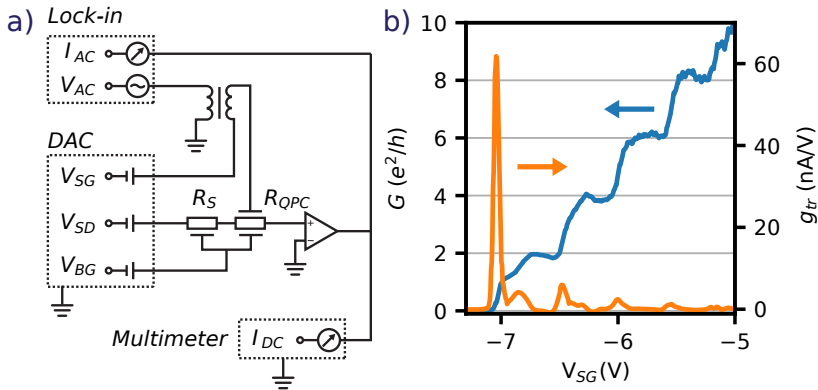 a)
Lock-in
I_AC
V_AC
DAC
V_SG
V_SD
V_BG
R_S
R_QPC
+
−
Multimeter
I_DC
b)
10
8
6
4
2
0
G (e²/h)
60
40
20
0
g_tr (nA/V)
−7
−6
−5
V_SG (V)